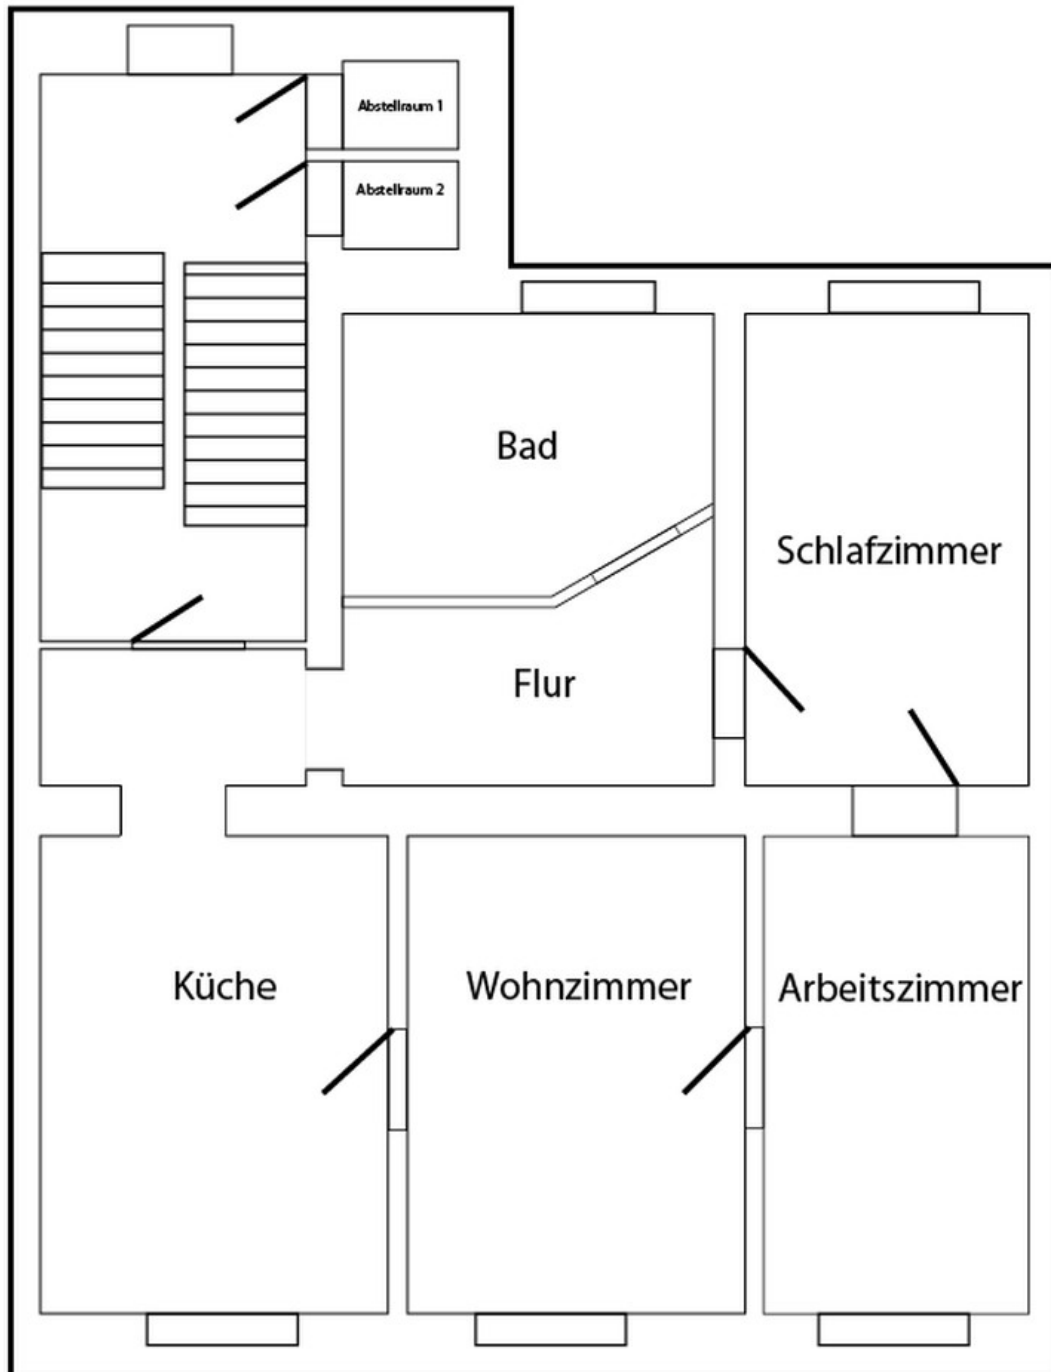 Abstellraum 1
Abstellraum 2
Bad
Schlafzimmer
Flur
Küche
Wohnzimmer
Arbeitszimmer